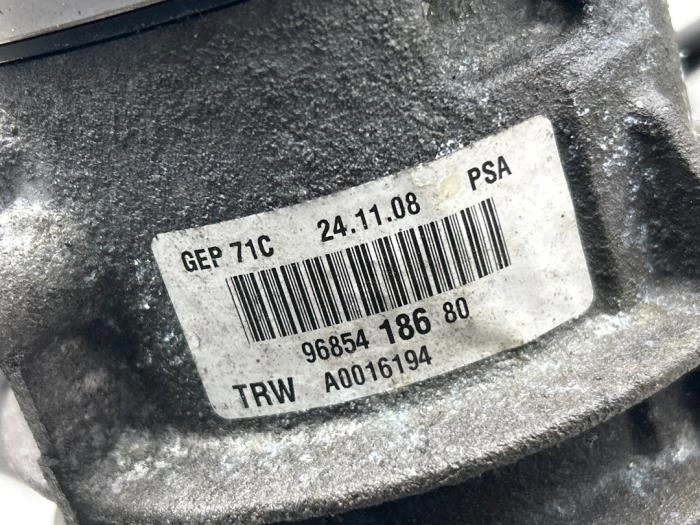 GEP 71C 24.11.08 PSA
96854 186 80
TRW A0016194